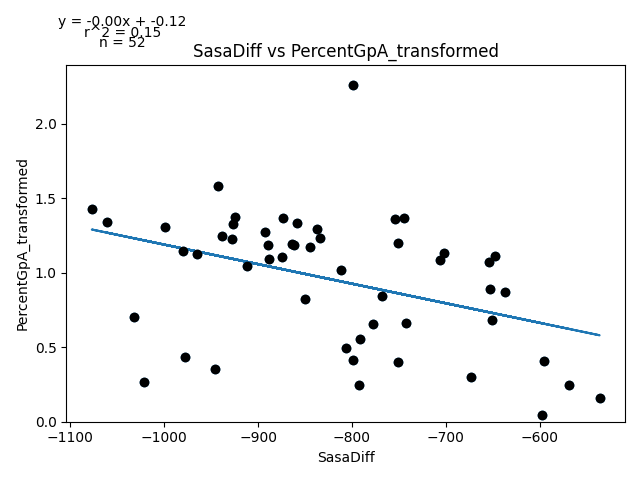 y = -0.00x + -0.12
r^2 = 0.15
n = 52
SasaDiff vs PercentGpA_transformed
PercentGpA_transformed
2.0
1.5
1.0
0.5
0.0
−1100 −1000 −900 −800 −700 −600
SasaDiff